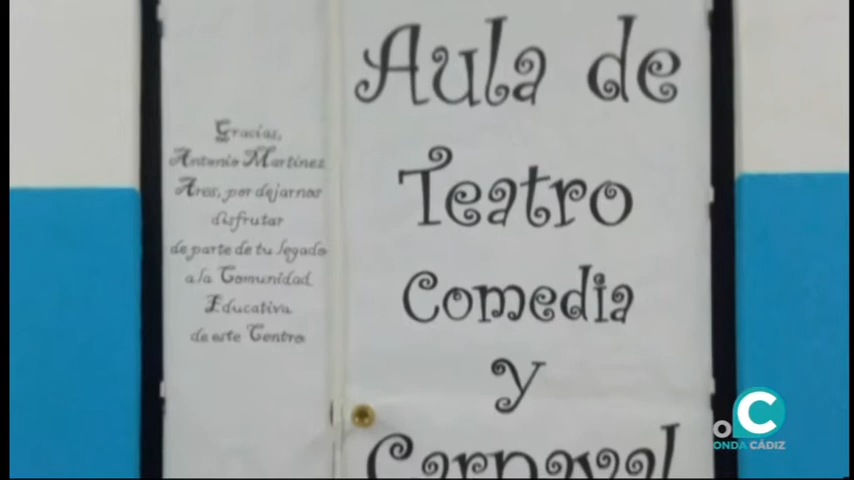 Gracias,
Antonio Martínez
Ares, por dejarnos
disfrutar
de parte de tu legado
a la Comunidad
Educativa
de este Centro
Aula de
Teatro
Comedia
y
Carnaval
OC
ONDA CÁDIZ